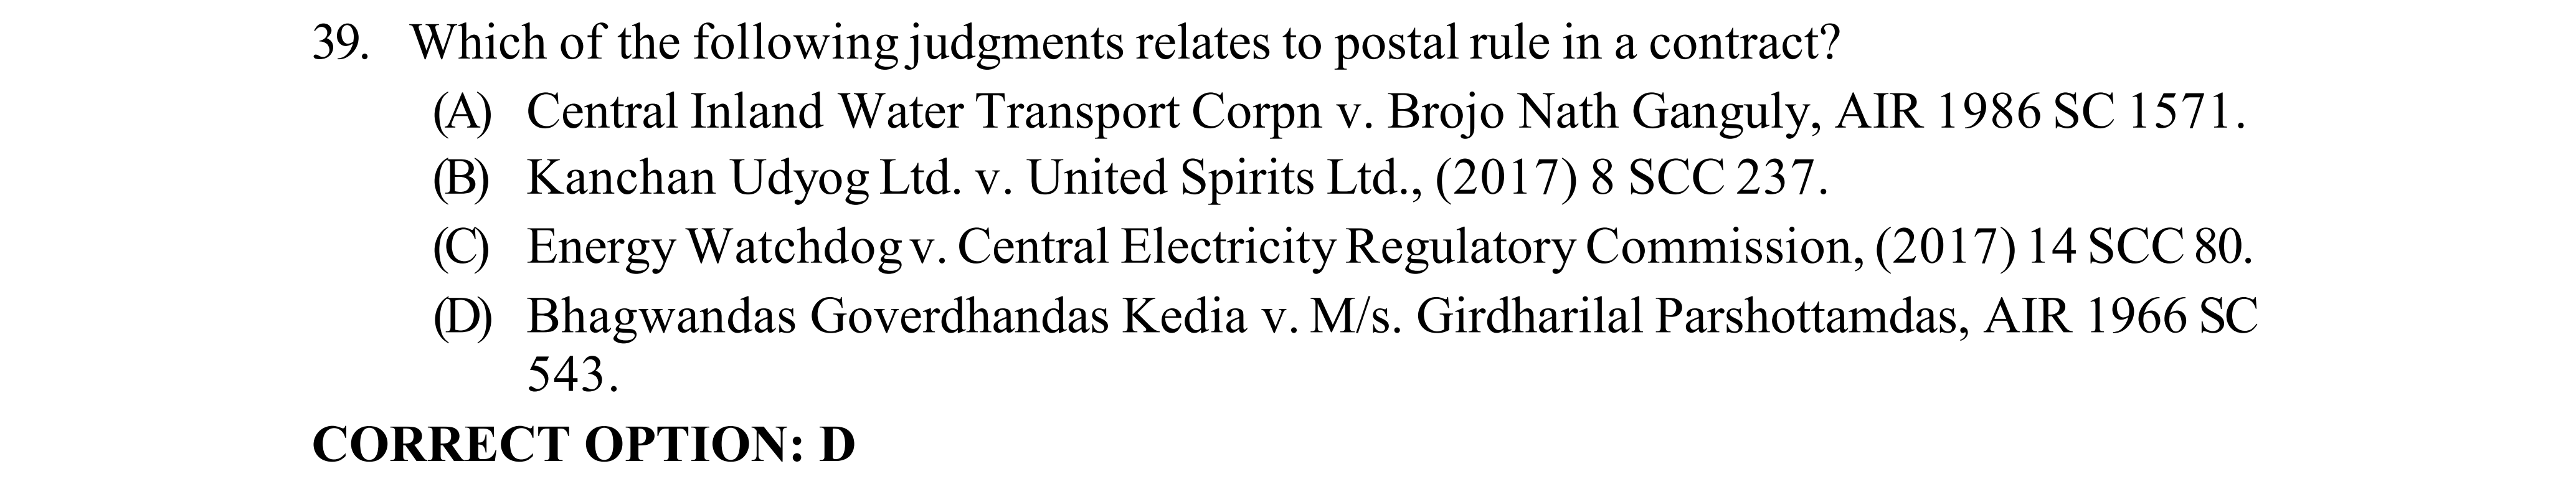 39. Which of the following judgments relates to postal rule in a contract?
(A) Central Inland Water Transport Corpn v. Brojo Nath Ganguly, AIR 1986 SC 1571.
(B) Kanchan Udyog Ltd. v. United Spirits Ltd., (2017) 8 SCC 237.
(C) Energy Watchdog v. Central Electricity Regulatory Commission, (2017) 14 SCC 80.
(D) Bhagwandas Goverdhandas Kedia v. M/s. Girdharilal Parshottamdas, AIR 1966 SC
543.
CORRECT OPTION: D